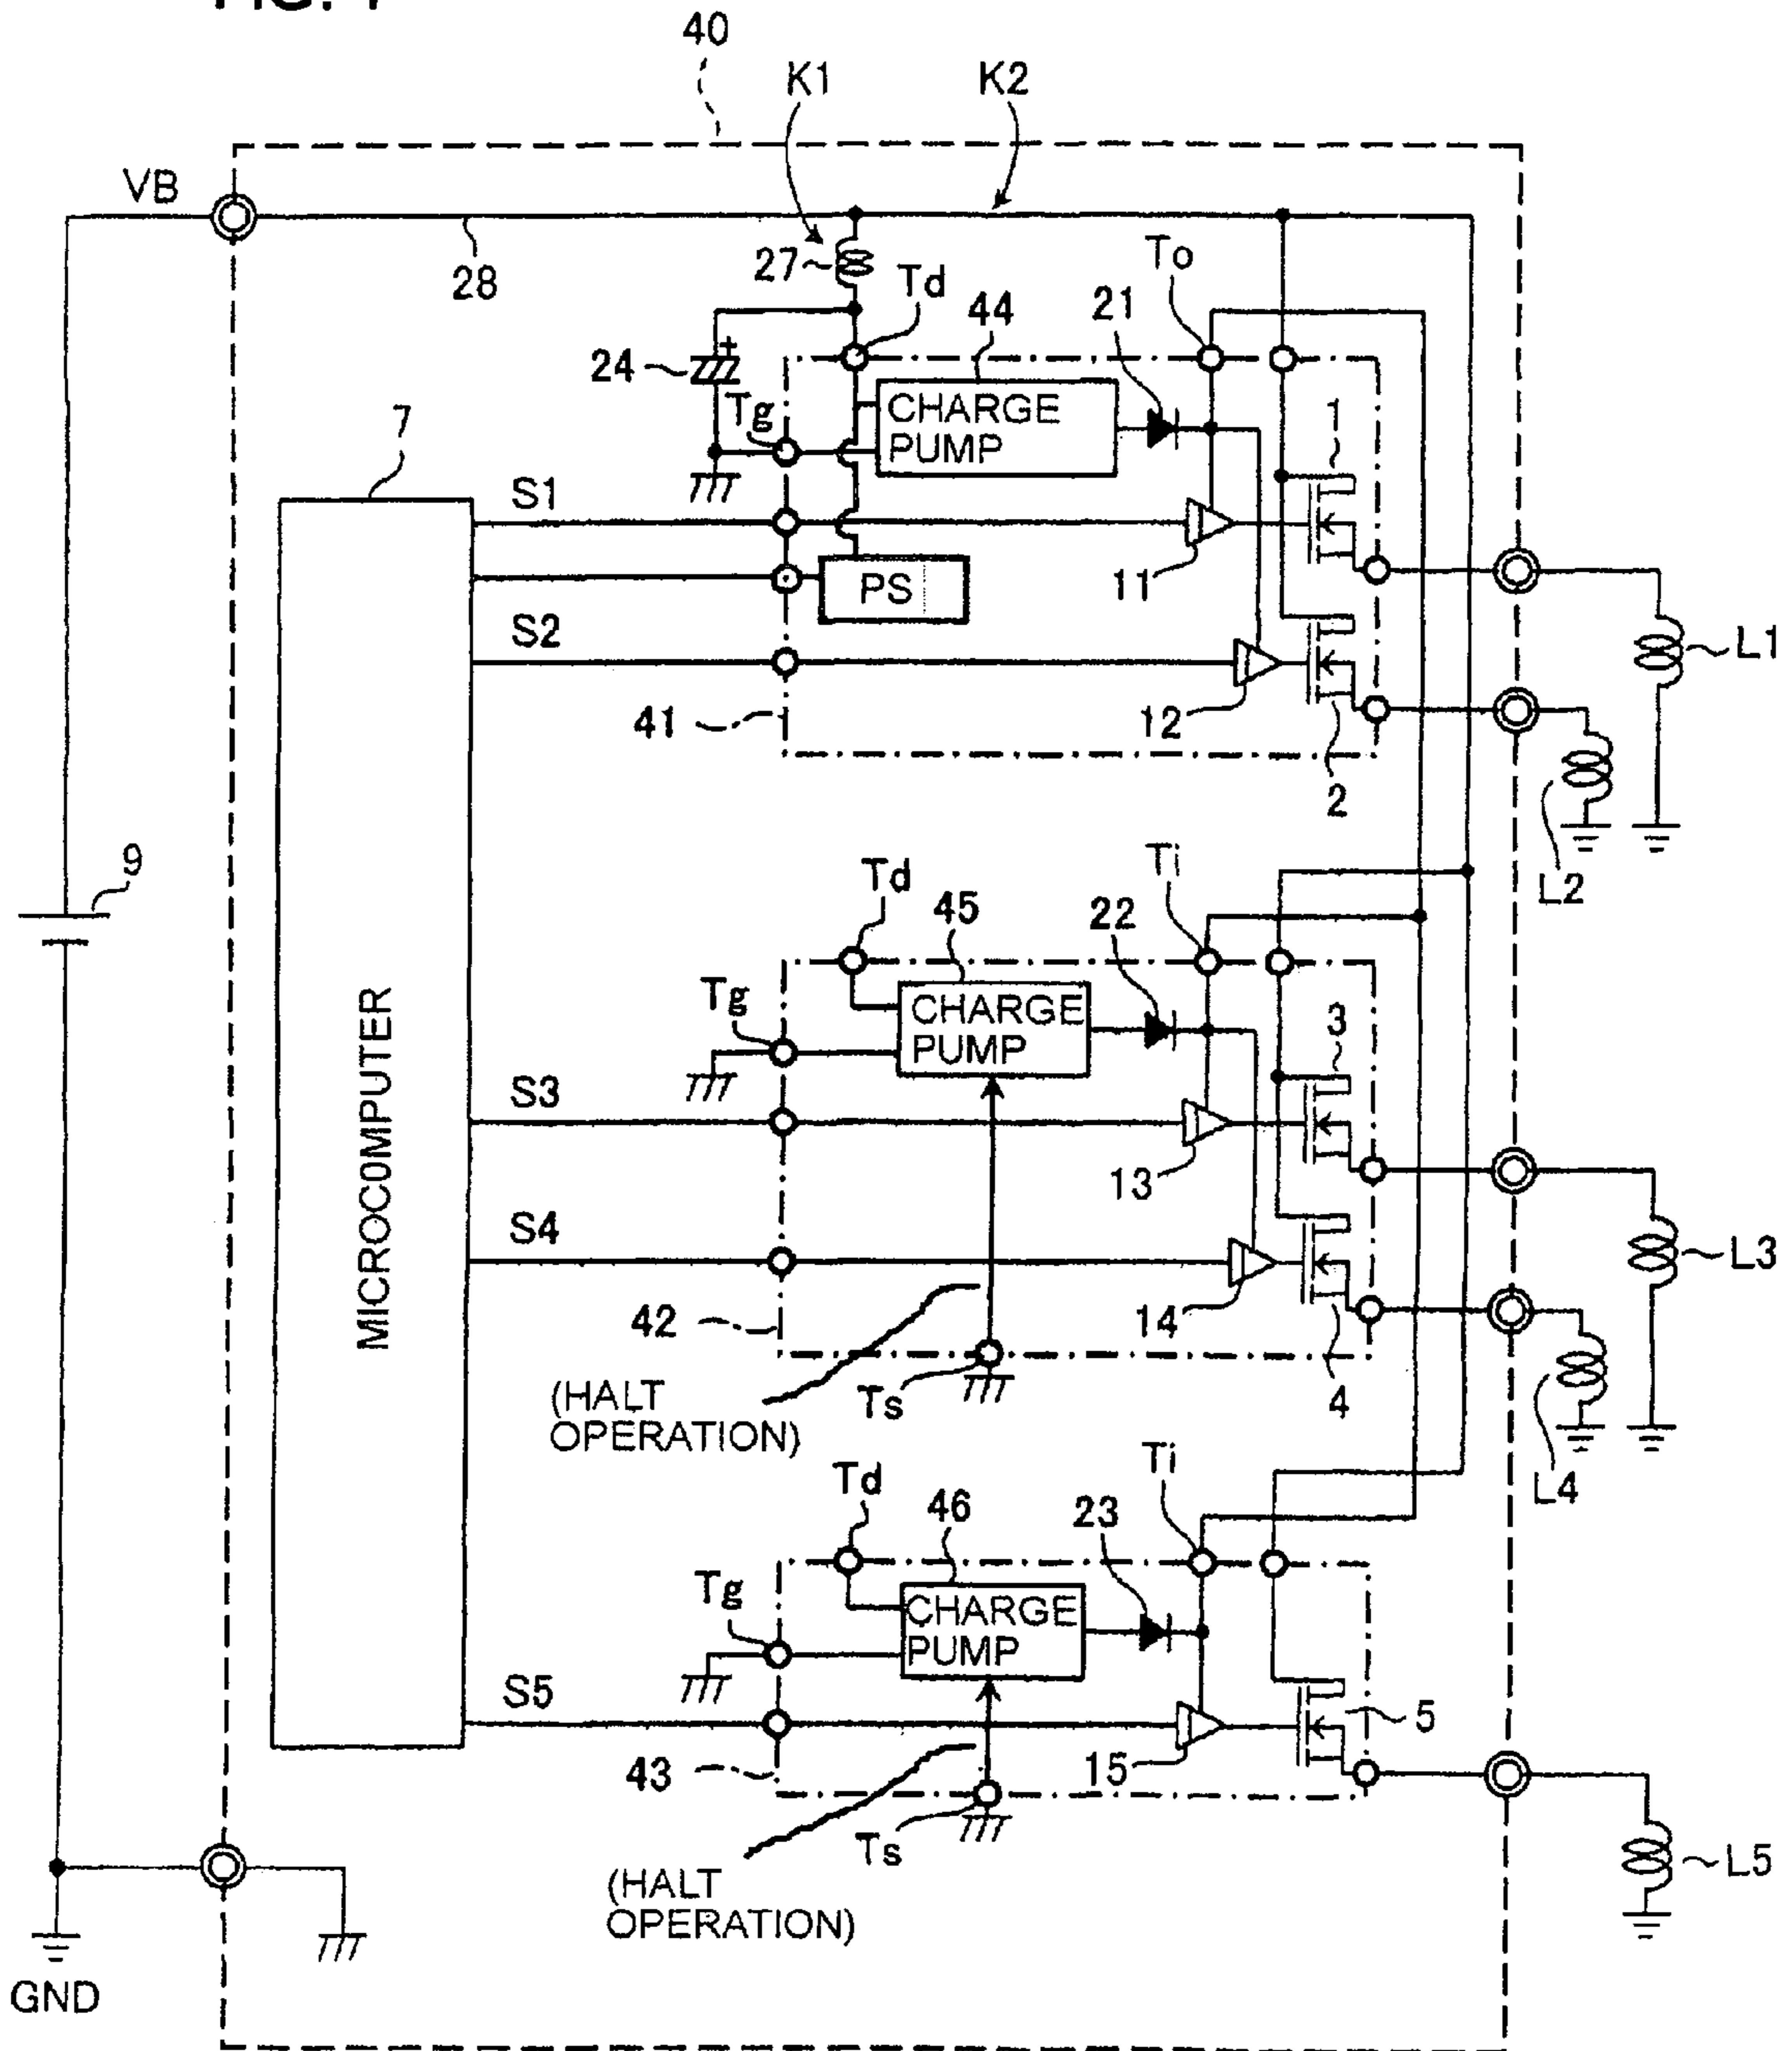 40
K1
K2
VB
28
27
Td
To
44
21
24
CHARGE
PUMP
Tg
1
7
S1
11
PS
S2
L1
41
12
2
L2
9
Td
Ti
45
22
Tg
CHARGE
PUMP
3
MICROCOMPUTER
S3
13
S4
L3
42
14
4
(HALT
OPERATION)
Ts
L4
Td
Ti
46
23
Tg
CHARGE
PUMP
S5
5
43
15
Ts
L5
(HALT
OPERATION)
GND